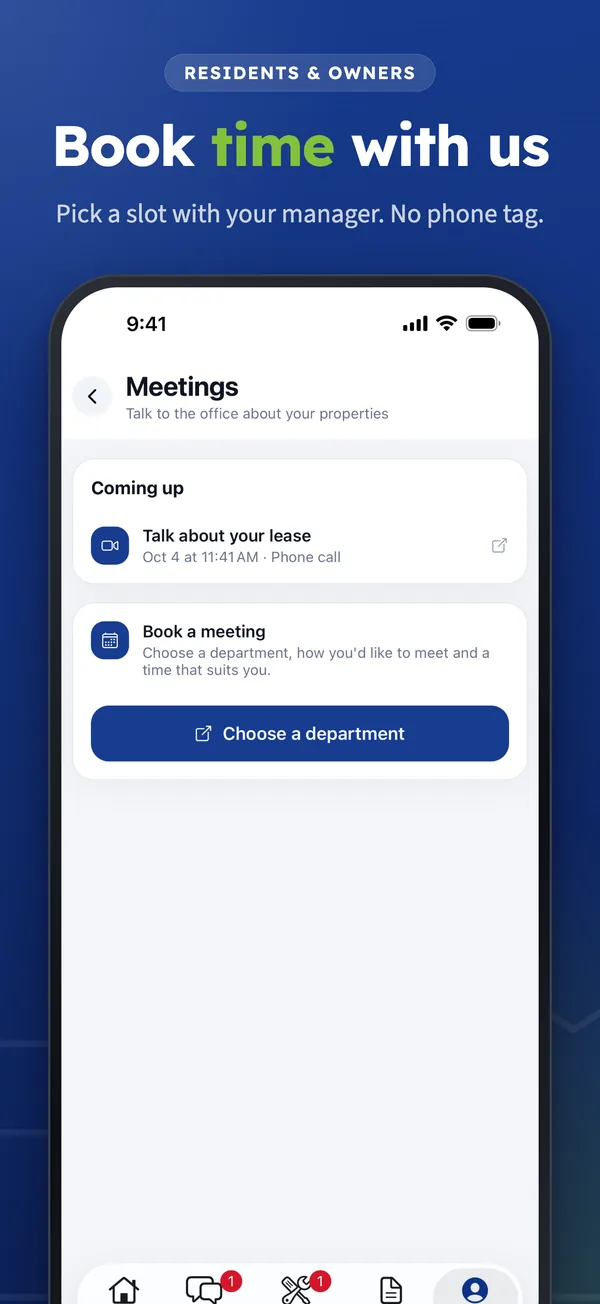 RESIDENTS & OWNERS
Book time with us
Pick a slot with your manager. No phone tag.
9:41
Meetings
Talk to the office about your properties
Coming up
Talk about your lease
Oct 4 at 11:41 AM · Phone call
Book a meeting
Choose a department, how you'd like to meet and a
time that suits you.
Choose a department
1
1